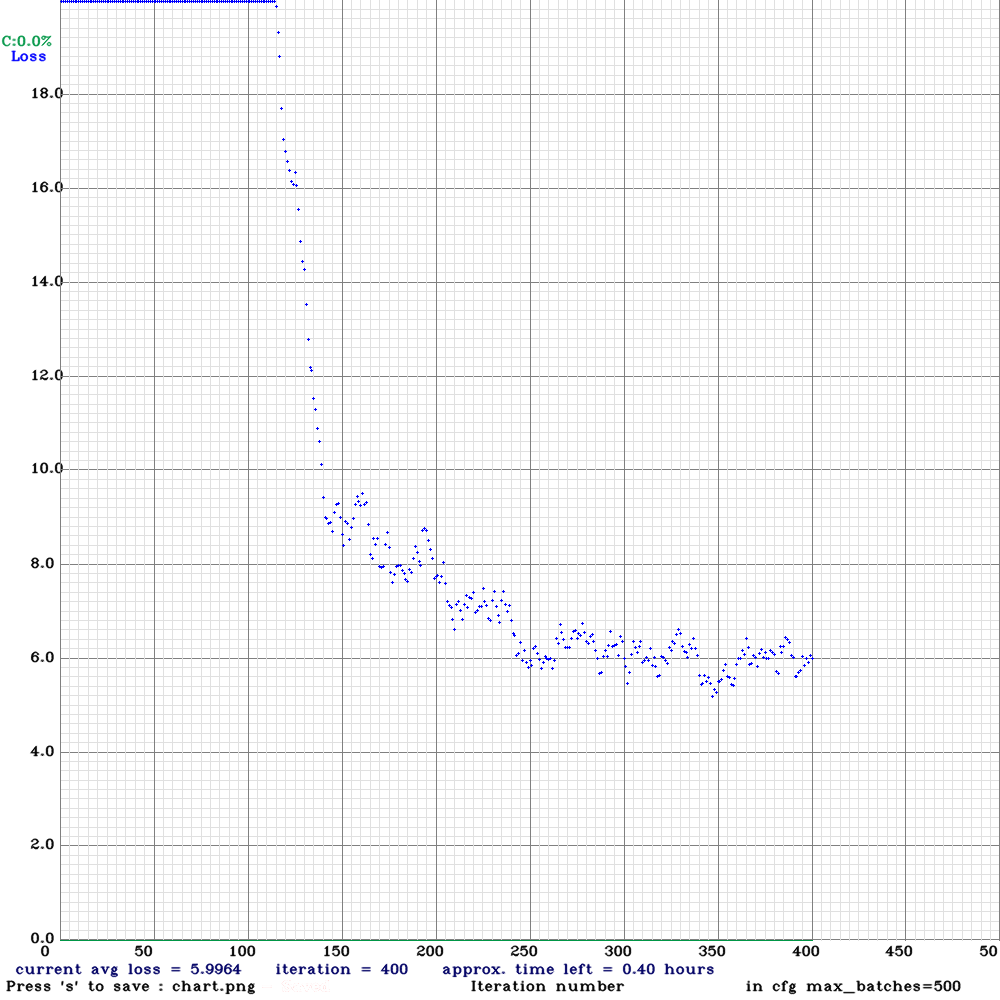 C:0.0%
Loss
18.0
16.0
14.0
12.0
10.0
8.0
6.0
4.0
2.0
0.0
0 50 100 150 200 250 300 350 400 450 50
current avg loss = 5.9964 iteration = 400 approx. time left = 0.40 hours
Press 's' to save : chart.png Iteration number in cfg max_batches=500